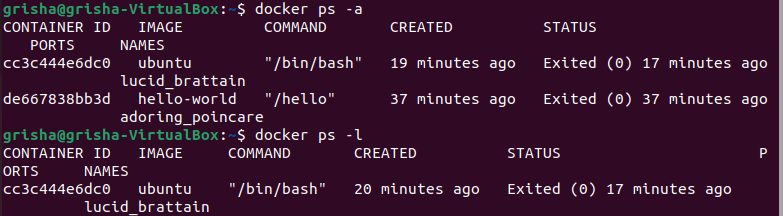 grisha@grisha-VirtualBox:~$ docker ps -a
CONTAINER ID   IMAGE         COMMAND       CREATED          STATUS
   PORTS     NAMES
cc3c444e6dc0   ubuntu        "/bin/bash"   19 minutes ago   Exited (0) 17 minutes ago
             lucid_brattain
de667838bb3d   hello-world   "/hello"      37 minutes ago   Exited (0) 37 minutes ago
             adoring_poincare
grisha@grisha-VirtualBox:~$ docker ps -l
CONTAINER ID   IMAGE     COMMAND       CREATED          STATUS                      P
ORTS     NAMES
cc3c444e6dc0   ubuntu    "/bin/bash"   20 minutes ago   Exited (0) 17 minutes ago
         lucid_brattain